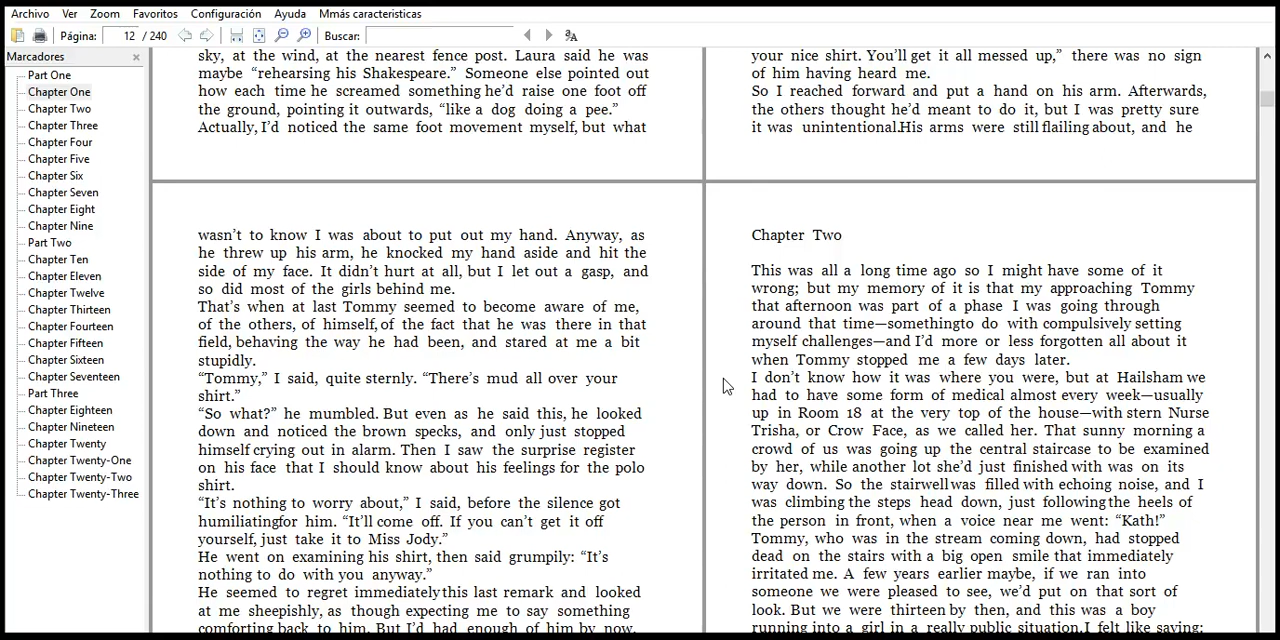 Archivo Ver Zoom Favoritos Configuración Ayuda Mmás caracteristicas
Página: 12 / 240 Buscar:
Marcadores
Part One
Chapter One
Chapter Two
Chapter Three
Chapter Four
Chapter Five
Chapter Six
Chapter Seven
Chapter Eight
Chapter Nine
Part Two
Chapter Ten
Chapter Eleven
Chapter Twelve
Chapter Thirteen
Chapter Fourteen
Chapter Fifteen
Chapter Sixteen
Chapter Seventeen
Part Three
Chapter Eighteen
Chapter Nineteen
Chapter Twenty
Chapter Twenty-One
Chapter Twenty-Two
Chapter Twenty-Three
sky, at the wind, at the nearest fence post. Laura said he was
maybe “rehearsing his Shakespeare.” Someone else pointed out
how each time he screamed something he’d raise one foot off
the ground, pointing it outwards, “like a dog doing a pee.”
Actually, I’d noticed the same foot movement myself, but what
your nice shirt. You’ll get it all messed up,” there was no sign
of him having heard me.
So I reached forward and put a hand on his arm. Afterwards,
the others thought he’d meant to do it, but I was pretty sure
it was unintentional.His arms were still flailing about, and he
wasn’t to know I was about to put out my hand. Anyway, as
he threw up his arm, he knocked my hand aside and hit the
side of my face. It didn’t hurt at all, but I let out a gasp, and
so did most of the girls behind me.
That’s when at last Tommy seemed to become aware of me,
of the others, of himself, of the fact that he was there in that
field, behaving the way he had been, and stared at me a bit
stupidly.
“Tommy,” I said, quite sternly. “There’s mud all over your
shirt.”
“So what?” he mumbled. But even as he said this, he looked
down and noticed the brown specks, and only just stopped
himself crying out in alarm. Then I saw the surprise register
on his face that I should know about his feelings for the polo
shirt.
“It’s nothing to worry about,” I said, before the silence got
humiliatingfor him. “It’ll come off. If you can’t get it off
yourself, just take it to Miss Jody.”
He went on examining his shirt, then said grumpily: “It’s
nothing to do with you anyway.”
He seemed to regret immediately this last remark and looked
at me sheepishly, as though expecting me to say something
comforting back to him. But I’d had enough of him by now,
Chapter Two
This was all a long time ago so I might have some of it
wrong; but my memory of it is that my approaching Tommy
that afternoon was part of a phase I was going through
around that time—somethingto do with compulsively setting
myself challenges—and I’d more or less forgotten all about it
when Tommy stopped me a few days later.
I don’t know how it was where you were, but at Hailsham we
had to have some form of medical almost every week—usually
up in Room 18 at the very top of the house—with stern Nurse
Trisha, or Crow Face, as we called her. That sunny morning a
crowd of us was going up the central staircase to be examined
by her, while another lot she’d just finished with was on its
way down. So the stairwell was filled with echoing noise, and I
was climbing the steps head down, just following the heels of
the person in front, when a voice near me went: “Kath!”
Tommy, who was in the stream coming down, had stopped
dead on the stairs with a big open smile that immediately
irritated me. A few years earlier maybe, if we ran into
someone we were pleased to see, we’d put on that sort of
look. But we were thirteen by then, and this was a boy
running into a girl in a really public situation.I felt like saying: